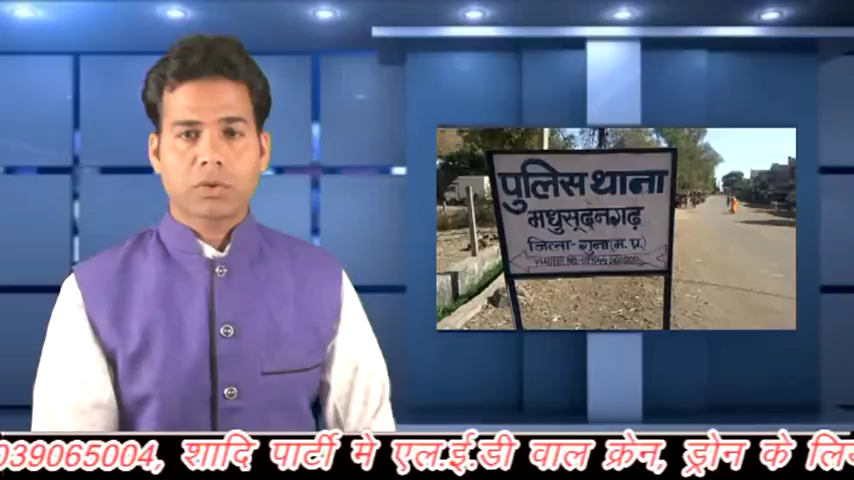 पुलिस थाना
मधुसूदनगढ़
जिला-गुना(म.प्र.)
039065004, शादि पार्टी मे एल.ई.डी वाल क्रेन, ड्रोन के